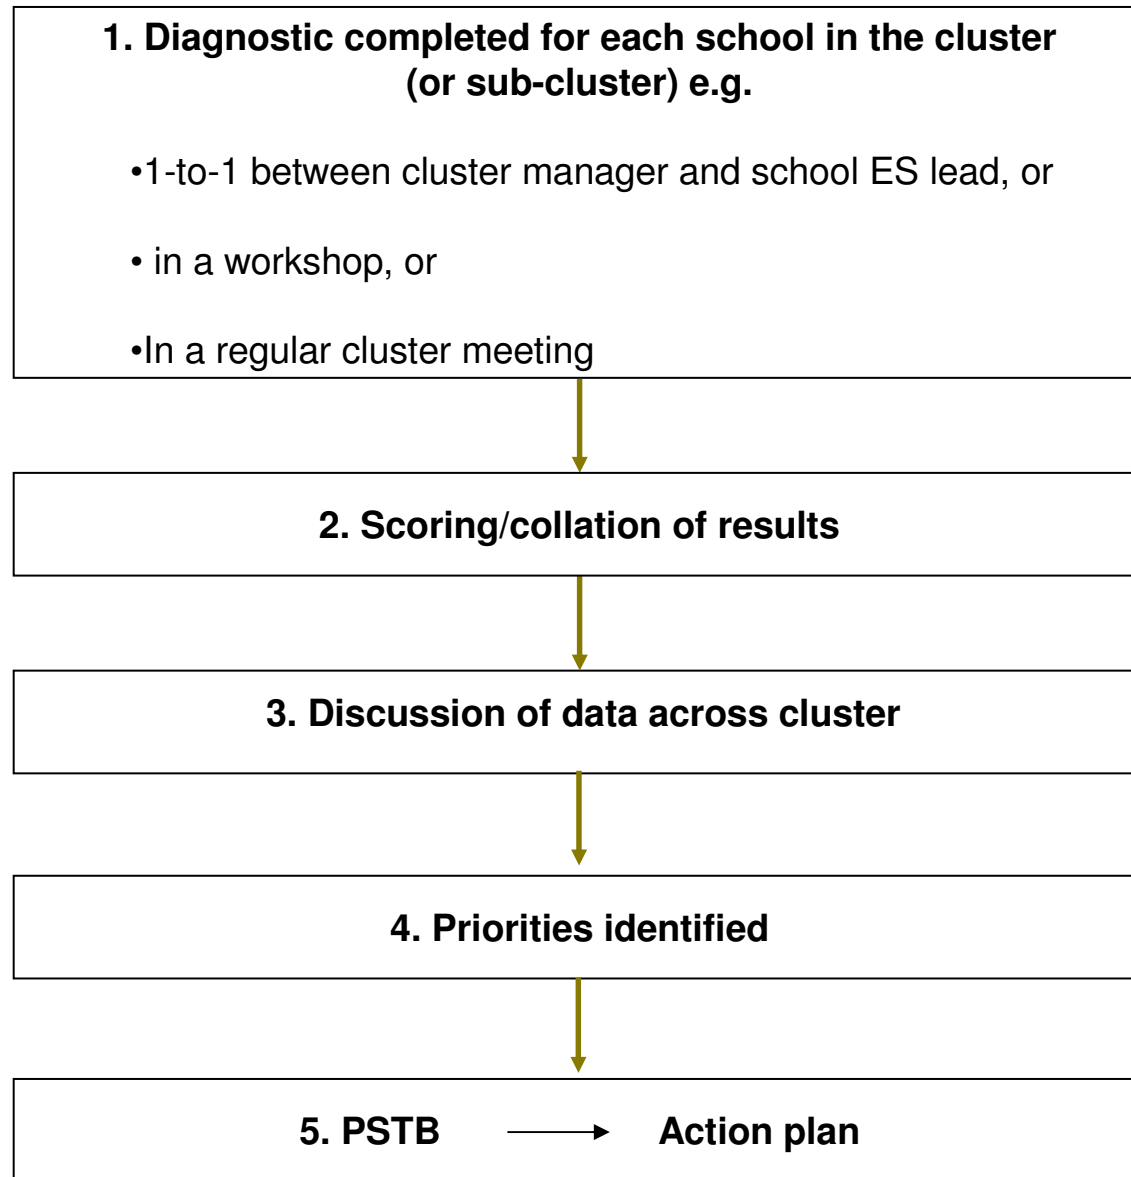 1. Diagnostic completed for each school in the cluster
(or sub-cluster) e.g.
•1-to-1 between cluster manager and school ES lead, or
• in a workshop, or
•In a regular cluster meeting
2. Scoring/collation of results
3. Discussion of data across cluster
4. Priorities identified
5. PSTB Action plan